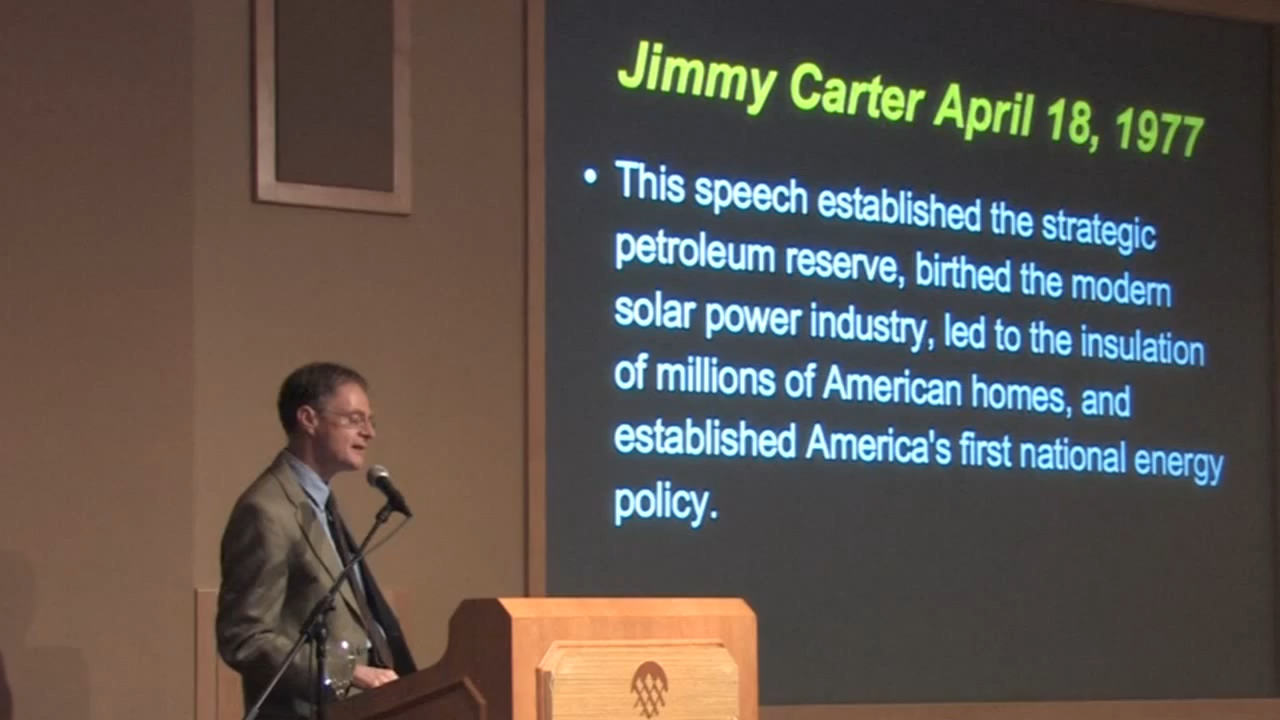 Jimmy Carter April 18, 1977
• This speech established the strategic
petroleum reserve, birthed the modern
solar power industry, led to the insulation
of millions of American homes, and
established America's first national energy
policy.